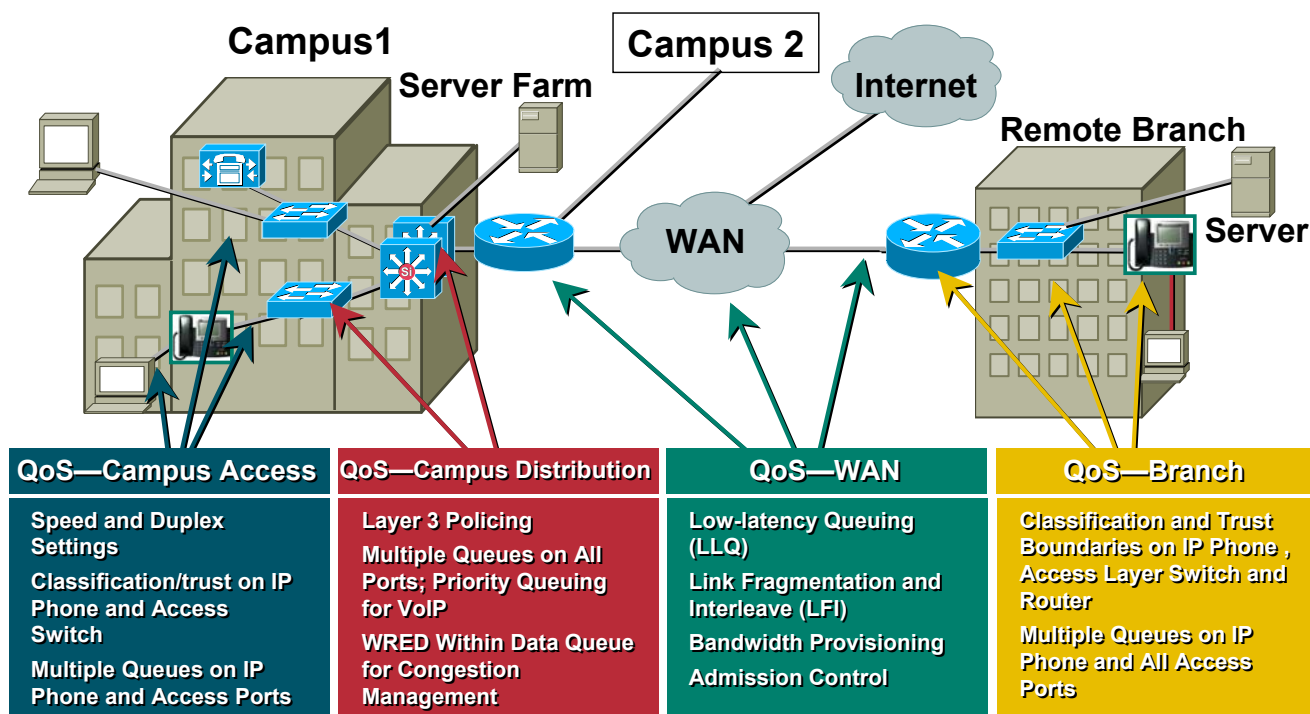 Campus1
Campus 2
Internet
Server Farm
Remote Branch
WAN
Server
Si
QoS—Campus Access
Speed and Duplex
Settings
Classification/trust on IP
Phone and Access
Switch
Multiple Queues on IP
Phone and Access Ports
QoS—Campus Distribution
Layer 3 Policing
Multiple Queues on All
Ports; Priority Queuing
for VoIP
WRED Within Data Queue
for Congestion
Management
QoS—WAN
Low-latency Queuing
(LLQ)
Link Fragmentation and
Interleave (LFI)
Bandwidth Provisioning
Admission Control
QoS—Branch
Classification and Trust
Boundaries on IP Phone ,
Access Layer Switch and
Router
Multiple Queues on IP
Phone and All Access
Ports